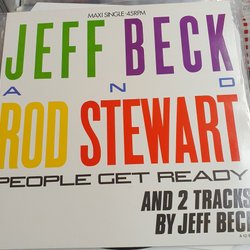 MAXI SINGLE · 45RPM
JEFF BECK
AND
ROD STEWART
PEOPLE GET READY
AND 2 TRACKS
BY JEFF BECK